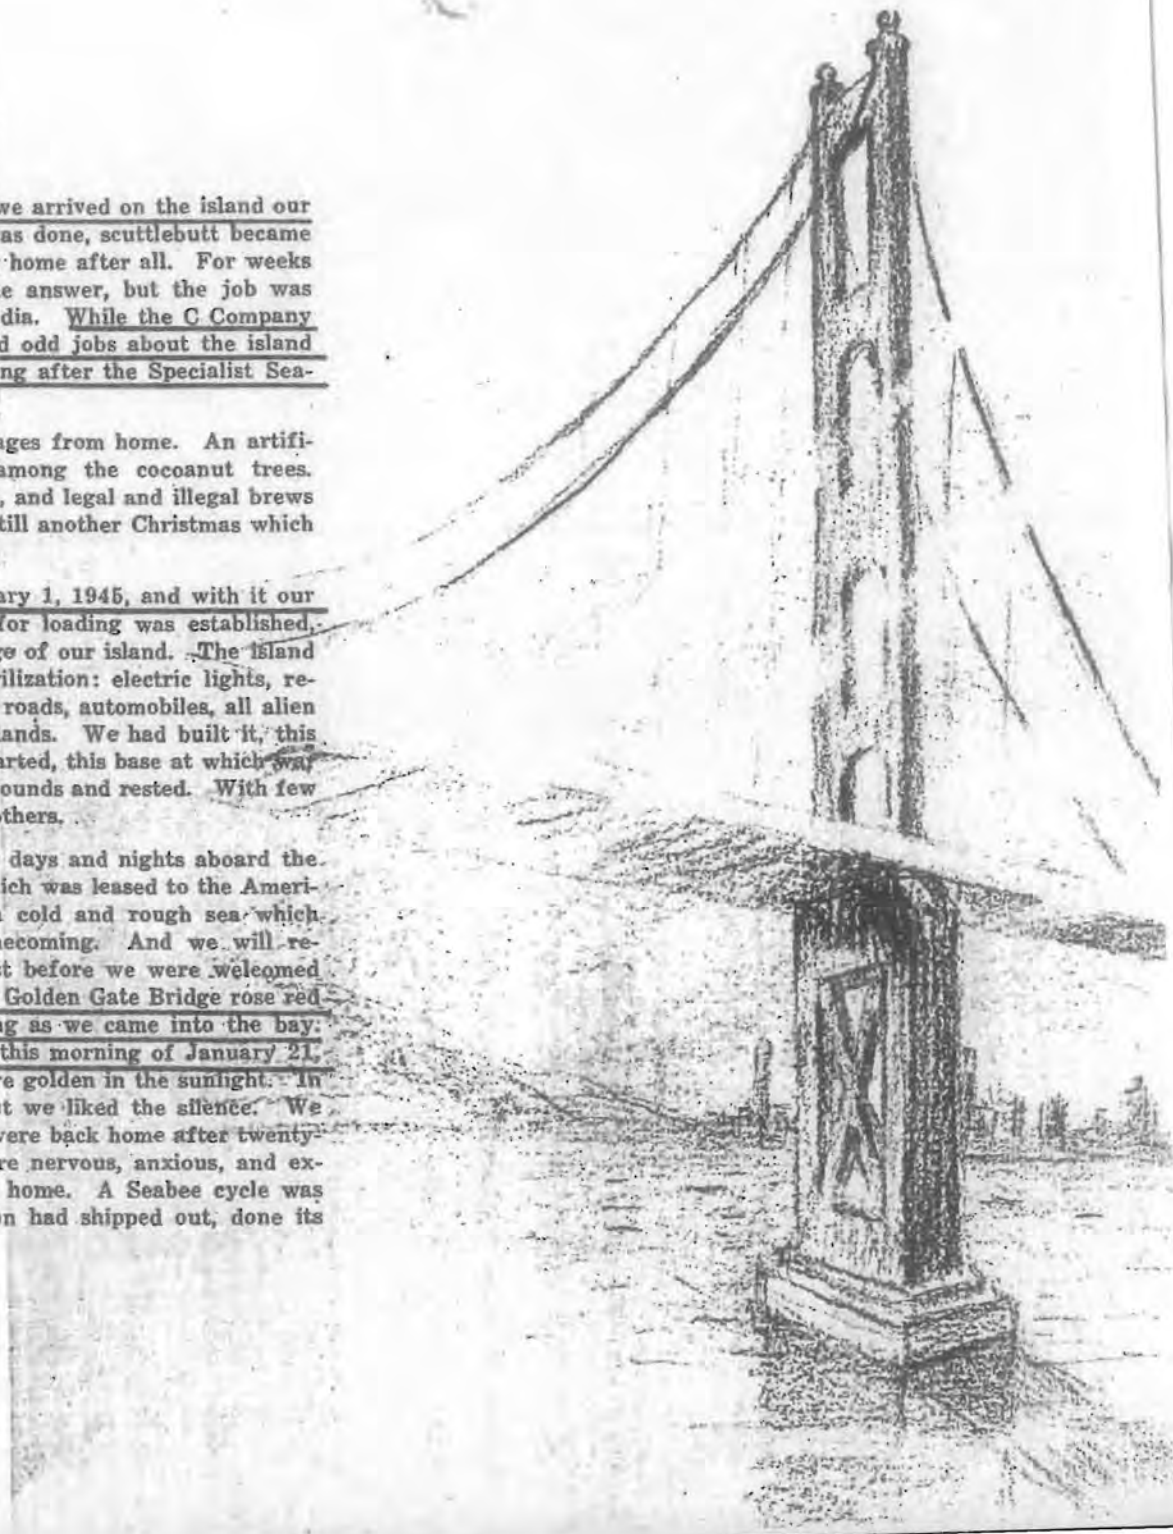 we arrived on the island our
as done, scuttlebutt became
home after all. For weeks
e answer, but the job was
dia. While the C Company
d odd jobs about the island
ng after the Specialist Sea-
ages from home. An artifi-
among the cocoanut trees.
, and legal and illegal brews
till another Christmas which
ary 1, 1945, and with it our
for loading was established,
ge of our island. The island
ilization: electric lights, re-
roads, automobiles, all alien
lands. We had built it, this
arted, this base at which war
ounds and rested. With few
others.
days and nights aboard the
ich was leased to the Ameri-
a cold and rough sea which
ecoming. And we will re-
t before we were welcomed
Golden Gate Bridge rose red
ng as we came into the bay.
this morning of January 21,
re golden in the sunlight. In
t we liked the silence. We
were back home after twenty-
re nervous, anxious, and ex-
home. A Seabee cycle was
n had shipped out, done its